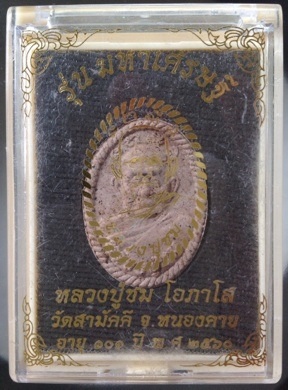 รุ่น มหาเศรษฐี
หลวงปู่ชม โอภาโส
วัดสามัคคี จ.หนองคาย
อายุ ๑๐๑ ปี พ.ศ.๒๕๖๐